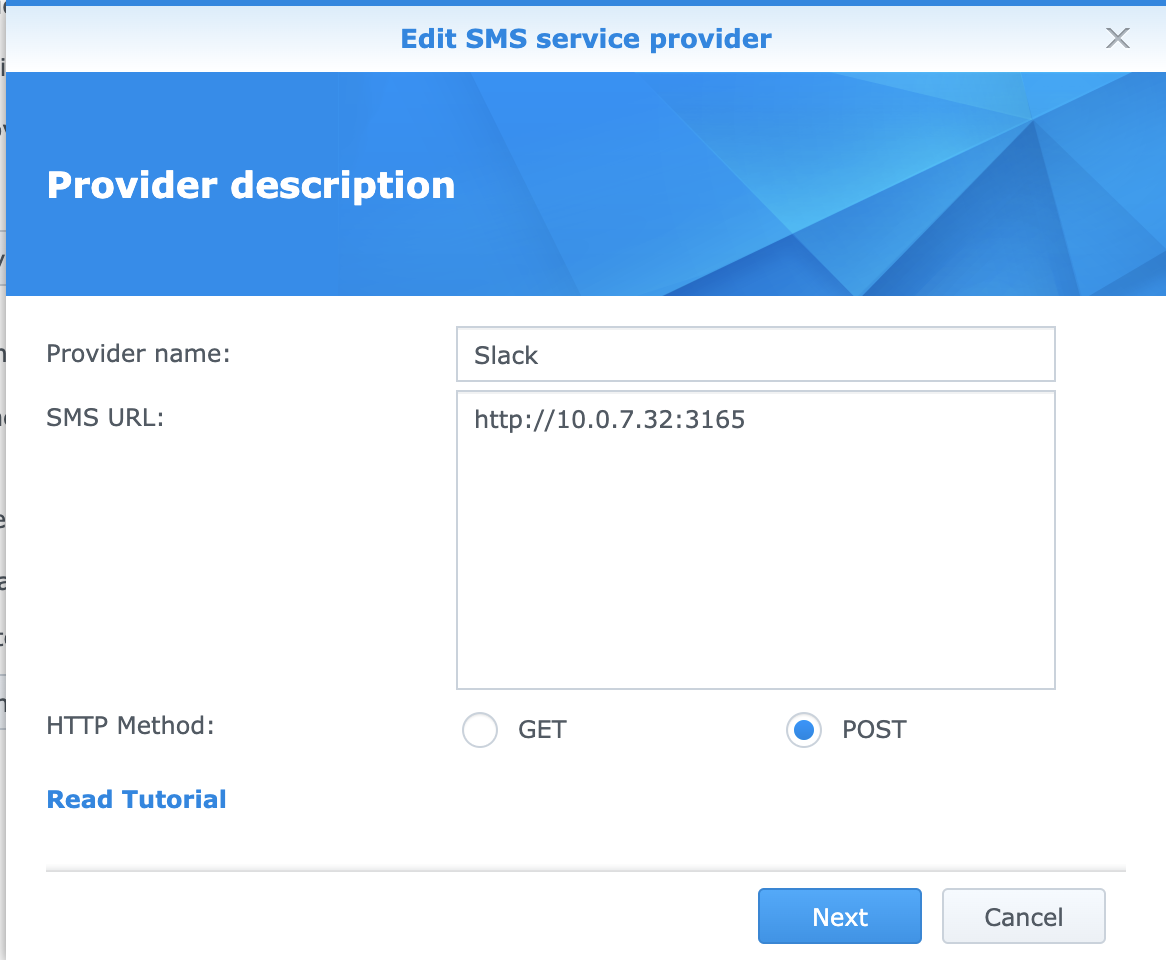 Edit SMS service provider
Provider description
Provider name:
Slack
SMS URL:
http://10.0.7.32:3165
HTTP Method:
GET
POST
Read Tutorial
Next
Cancel